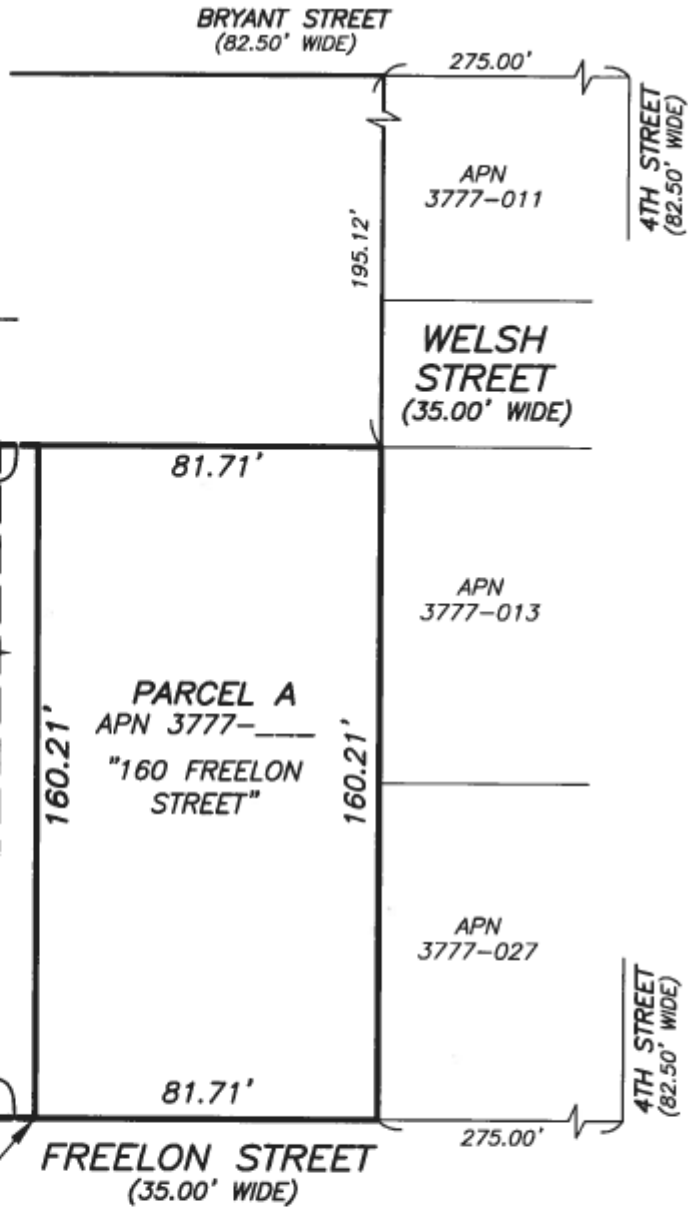 BRYANT STREET
(82.50' WIDE)
275.00'
4TH STREET
(82.50' WIDE)
APN
3777-011
195.12'
WELSH
STREET
(35.00' WIDE)
81.71'
APN
3777-013
PARCEL A
APN 3777-___
"160 FREELON
STREET"
160.21'
160.21'
APN
3777-027
4TH STREET
(82.50' WIDE)
81.71'
275.00'
FREELON STREET
(35.00' WIDE)